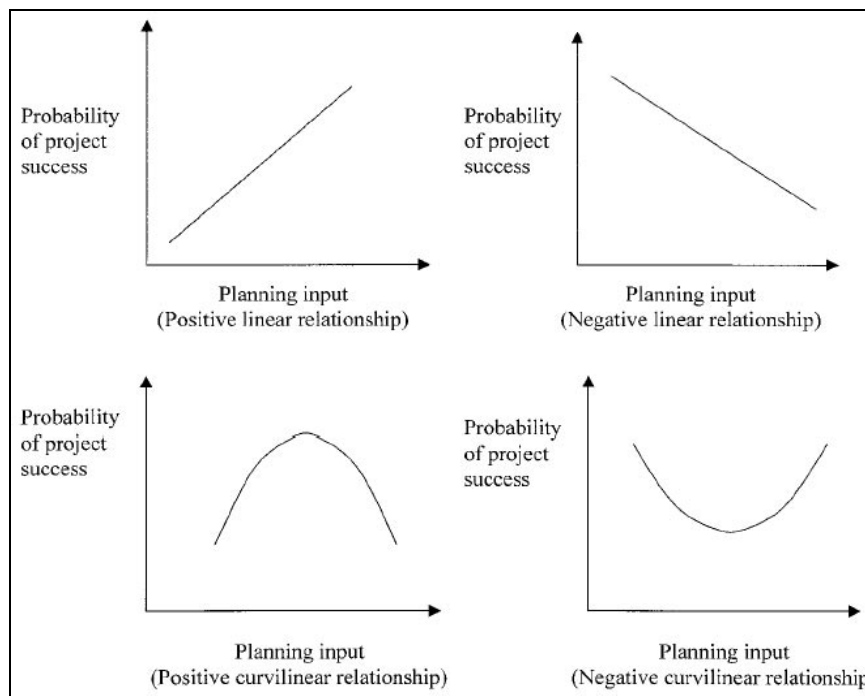 Probability
of project
success
Planning input
(Positive linear relationship)
Probability
of project
success
Planning input
(Negative linear relationship)
Probability
of project
success
Planning input
(Positive curvilinear relationship)
Probability
of project
success
Planning input
(Negative curvilinear relationship